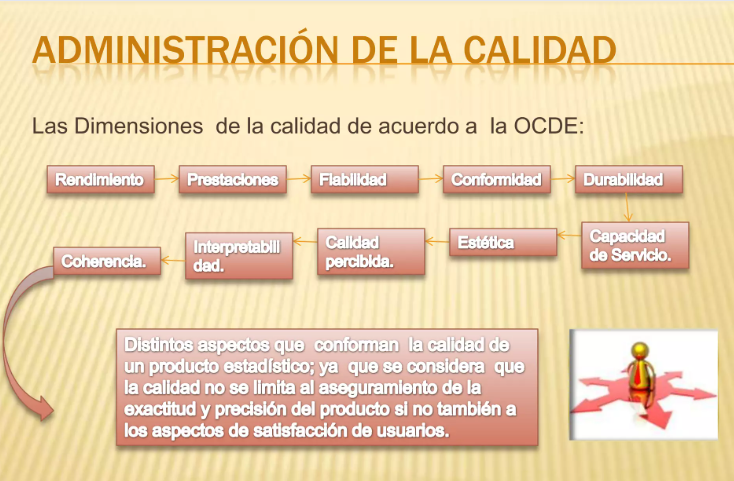 ADMINISTRACIÓN DE LA CALIDAD
Las Dimensiones de la calidad de acuerdo a la OCDE:
Rendimiento
Prestaciones
Fiabilidad
Conformidad
Durabilidad
Capacidad
de Servicio.
Estética
Calidad
percibida.
Interpretabili
dad.
Coherencia.
Distintos aspectos que conforman la calidad de
un producto estadístico; ya que se considera que
la calidad no se limita al aseguramiento de la
exactitud y precisión del producto si no también a
los aspectos de satisfacción de usuarios.